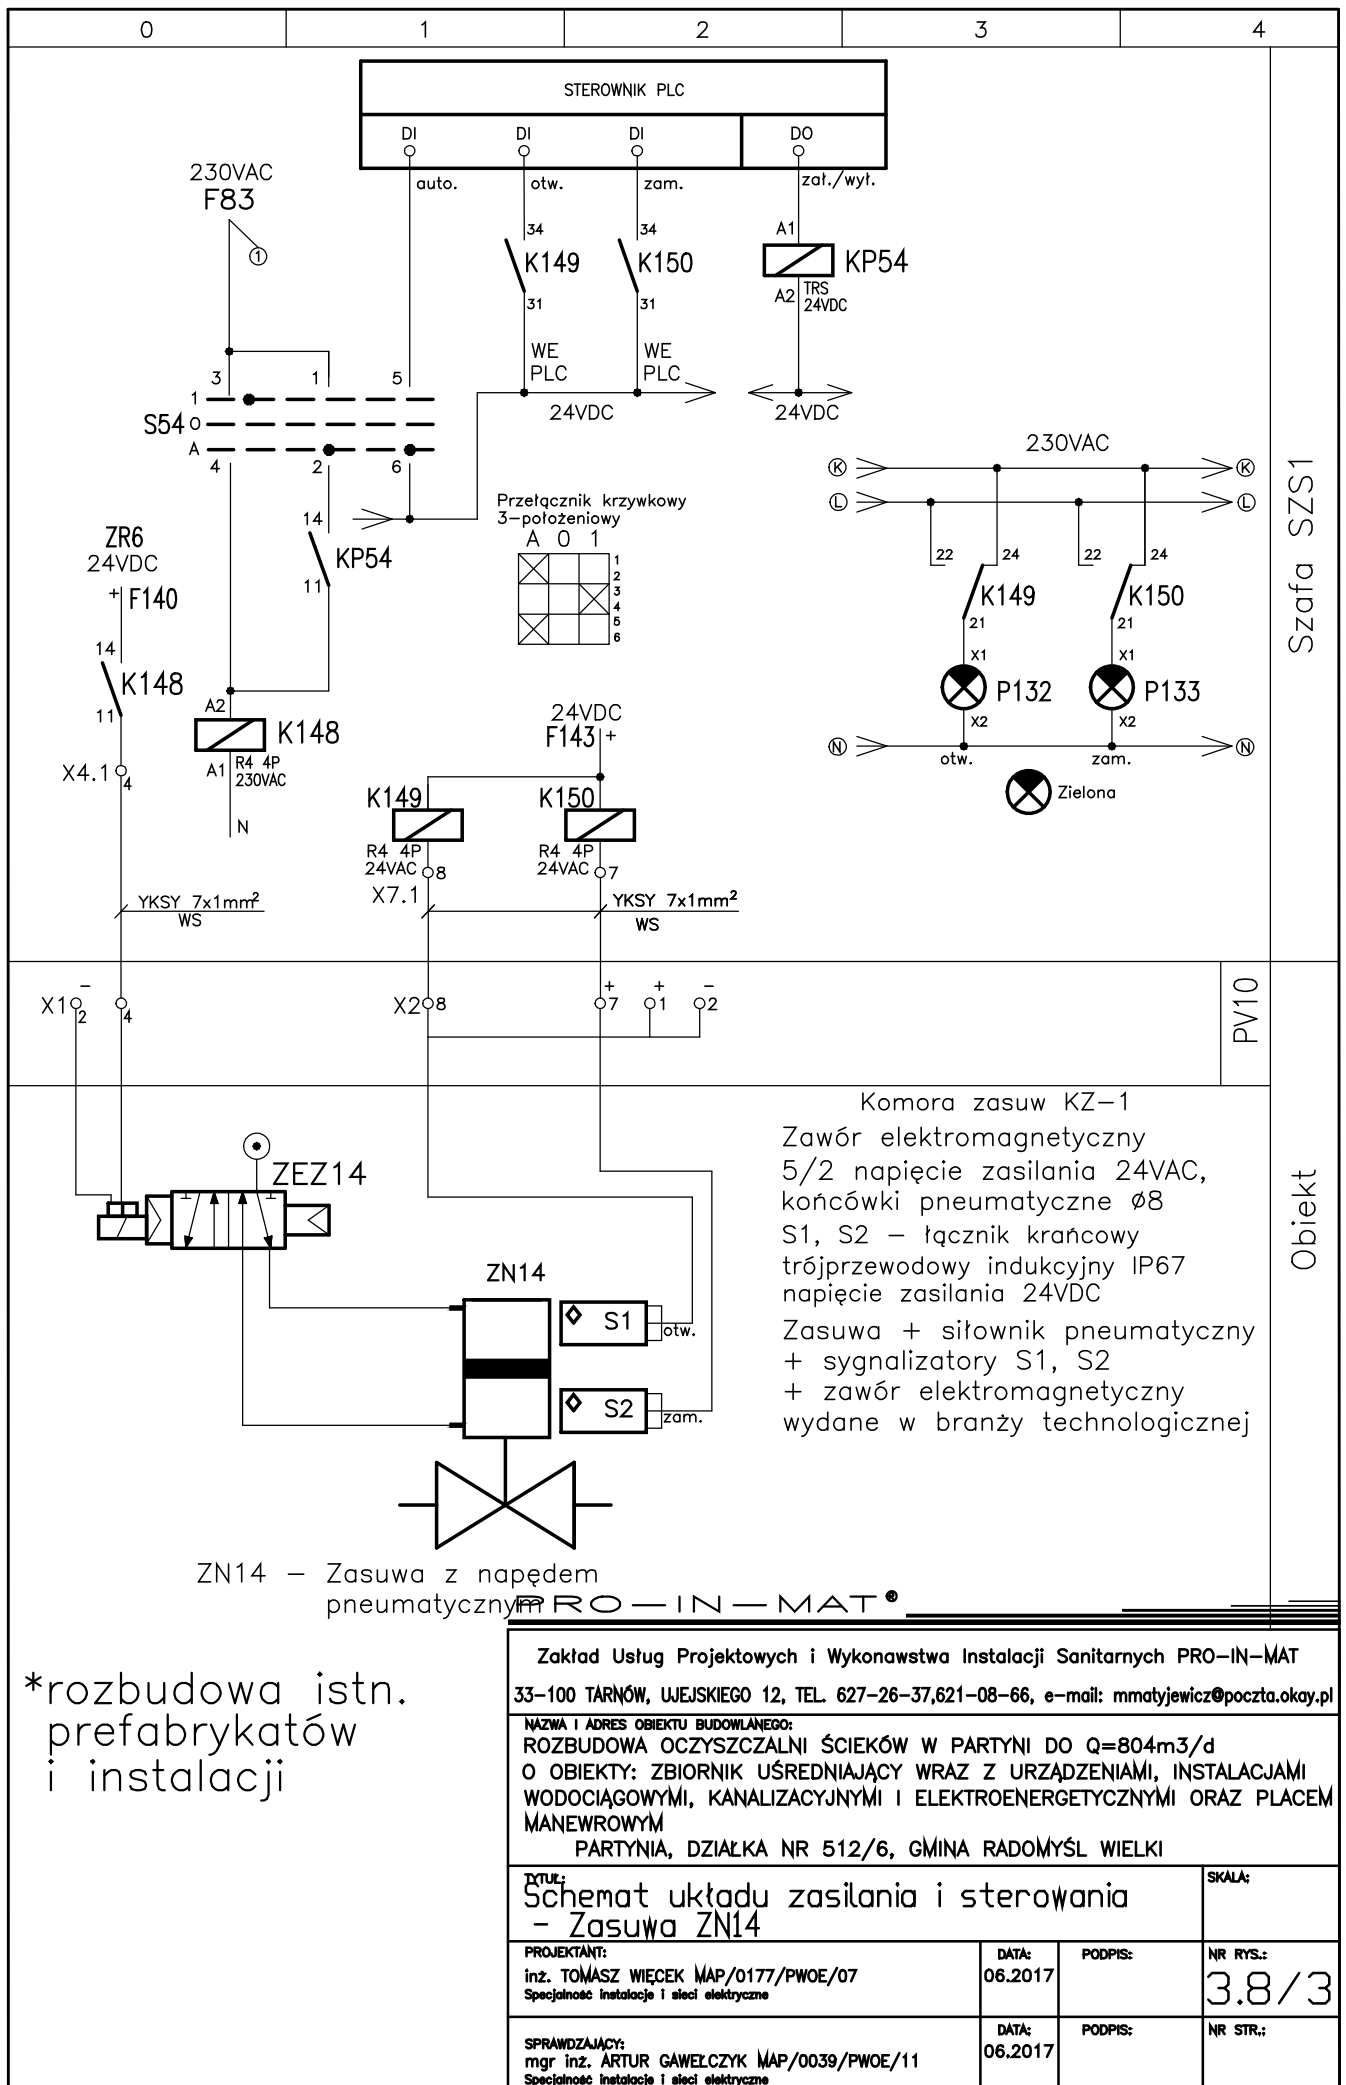 0 1 2 3 4
STEROWNIK PLC
DI DI DI DO
auto. otw. zam. zał./wył.
230VAC
F83
1
34 34 A1
K149 K150 KP54
31 31 A2 TRS
24VDC
WE WE
PLC PLC
24VDC 24VDC
3 1 5
1
S54 0
A
4 2 6
230VAC
K K
L L
Przełącznik krzywkowy
3-położeniowy
A 0 1
1
2
3
4
5
6
14
KP54
11
ZR6
24VDC
+ F140
14
K148
11
22 24 22 24
K149 K150
21 21
X1 X1
P132 P133
X2 X2
N N
otw. zam.
Zielona
A2
K148
A1 R4 4P
230VAC
N
X4.1 4
24VDC
F143 +
K149 K150
R4 4P R4 4P
24VAC 8 24VAC 7
X7.1
YKSY 7x1mm²
WS
YKSY 7x1mm²
WS
Szafa SZS1
- + + -
X1 2 4 X2 8 7 1 2
PV10
Obiekt
Komora zasuw KZ-1
Zawór elektromagnetyczny
5/2 napięcie zasilania 24VAC,
końcówki pneumatyczne ø8
S1, S2 - łącznik krańcowy
trójprzewodowy indukcyjny IP67
napięcie zasilania 24VDC
Zasuwa + siłownik pneumatyczny
+ sygnalizatory S1, S2
+ zawór elektromagnetyczny
wydane w branży technologicznej
ZEZ14
ZN14
S1
otw.
S2
zam.
ZN14 - Zasuwa z napędem
pneumatycznym
PRO-IN-MAT®
*rozbudowa istn.
prefabrykatów
i instalacji
Zakład Usług Projektowych i Wykonawstwa Instalacji Sanitarnych PRO-IN-MAT
33-100 TARNÓW, UJEJSKIEGO 12, TEL. 627-26-37,621-08-66, e-mail: mmatyjewicz@poczta.okay.pl
NAZWA I ADRES OBIEKTU BUDOWLANEGO:
ROZBUDOWA OCZYSZCZALNI ŚCIEKÓW W PARTYNI DO Q=804m3/d
O OBIEKTY: ZBIORNIK UŚREDNIAJĄCY WRAZ Z URZĄDZENIAMI, INSTALACJAMI
WODOCIĄGOWYMI, KANALIZACYJNYMI I ELEKTROENERGETYCZNYMI ORAZ PLACEM
MANEWROWYM
PARTYNIA, DZIAŁKA NR 512/6, GMINA RADOMYŚL WIELKI
TYTUŁ:
Schemat układu zasilania i sterowania
- Zasuwa ZN14
SKALA:
PROJEKTANT:
inż. TOMASZ WIĘCEK MAP/0177/PWOE/07
Specjalność instalacje i sieci elektryczne
DATA:
06.2017
PODPIS:
NR RYS.:
3.8/3
SPRAWDZAJĄCY:
mgr inż. ARTUR GAWEŁCZYK MAP/0039/PWOE/11
Specjalność instalacje i sieci elektryczne
DATA:
06.2017
PODPIS:
NR STR.: